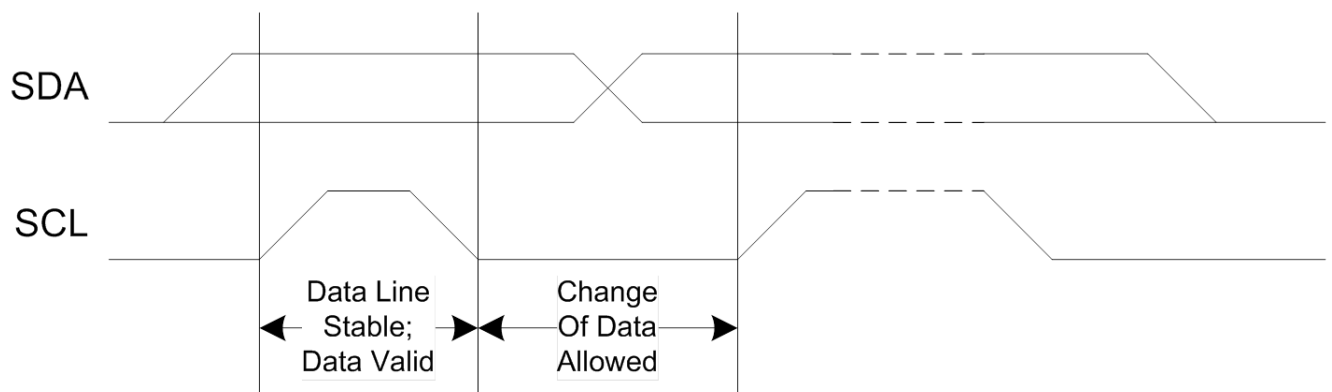 SDA
SCL
Data Line
Stable;
Data Valid
Change
Of Data
Allowed